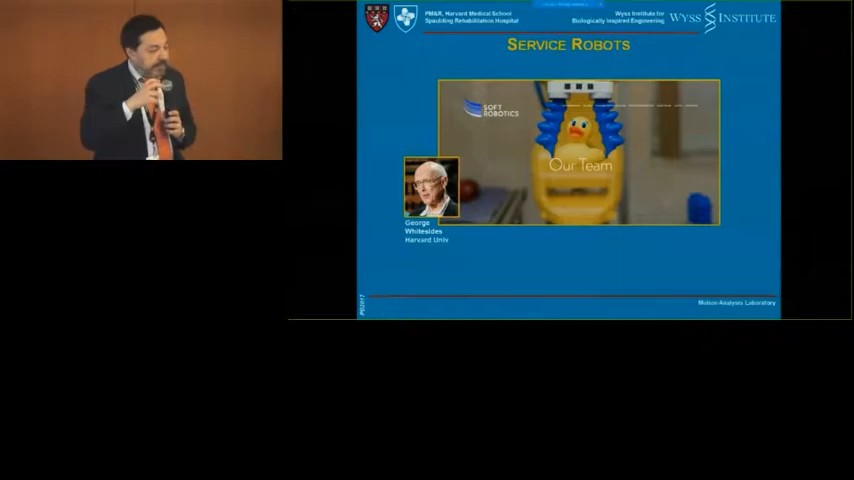 PM&R, Harvard Medical School
Spaulding Rehabilitation Hospital
Wyss Institute for
Biologically Inspired Engineering
WYSS INSTITUTE
SERVICE ROBOTS
SOFT
ROBOTICS
Our Team
George
Whitesides
Harvard Univ
Motion Analysis Laboratory